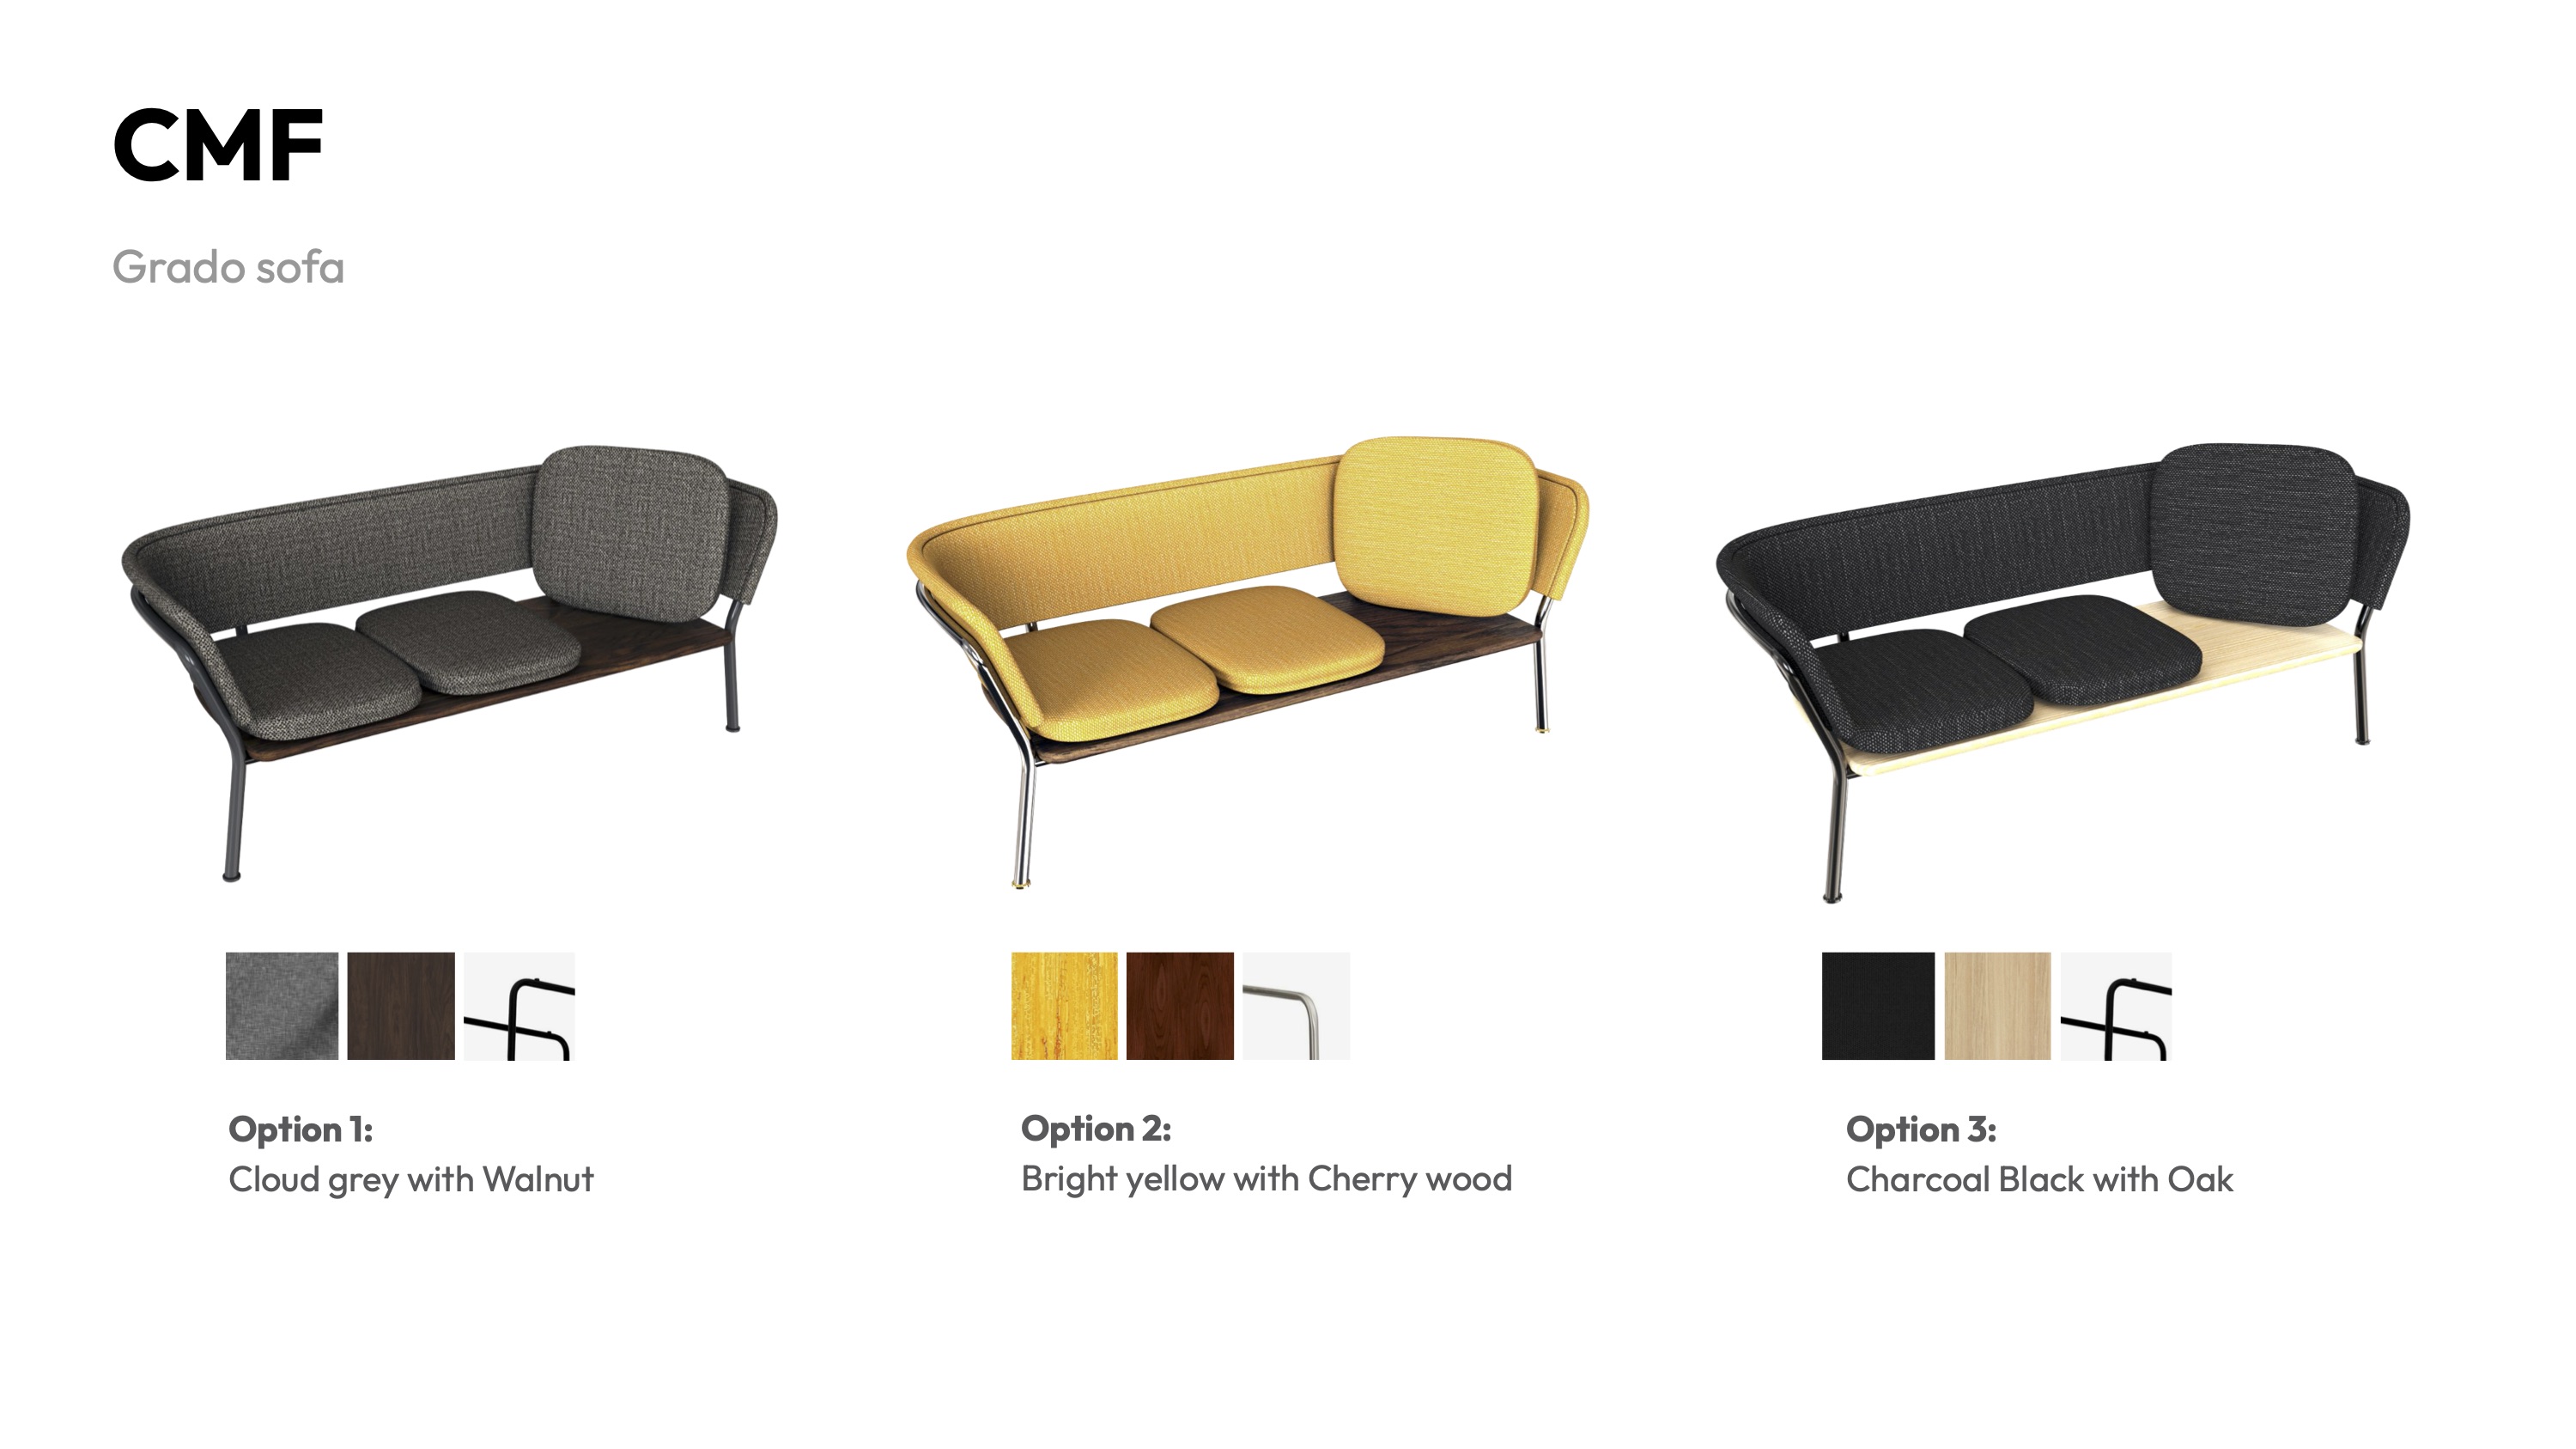 CMF
Grado sofa
Option 1:
Cloud grey with Walnut
Option 2:
Bright yellow with Cherry wood
Option 3:
Charcoal Black with Oak